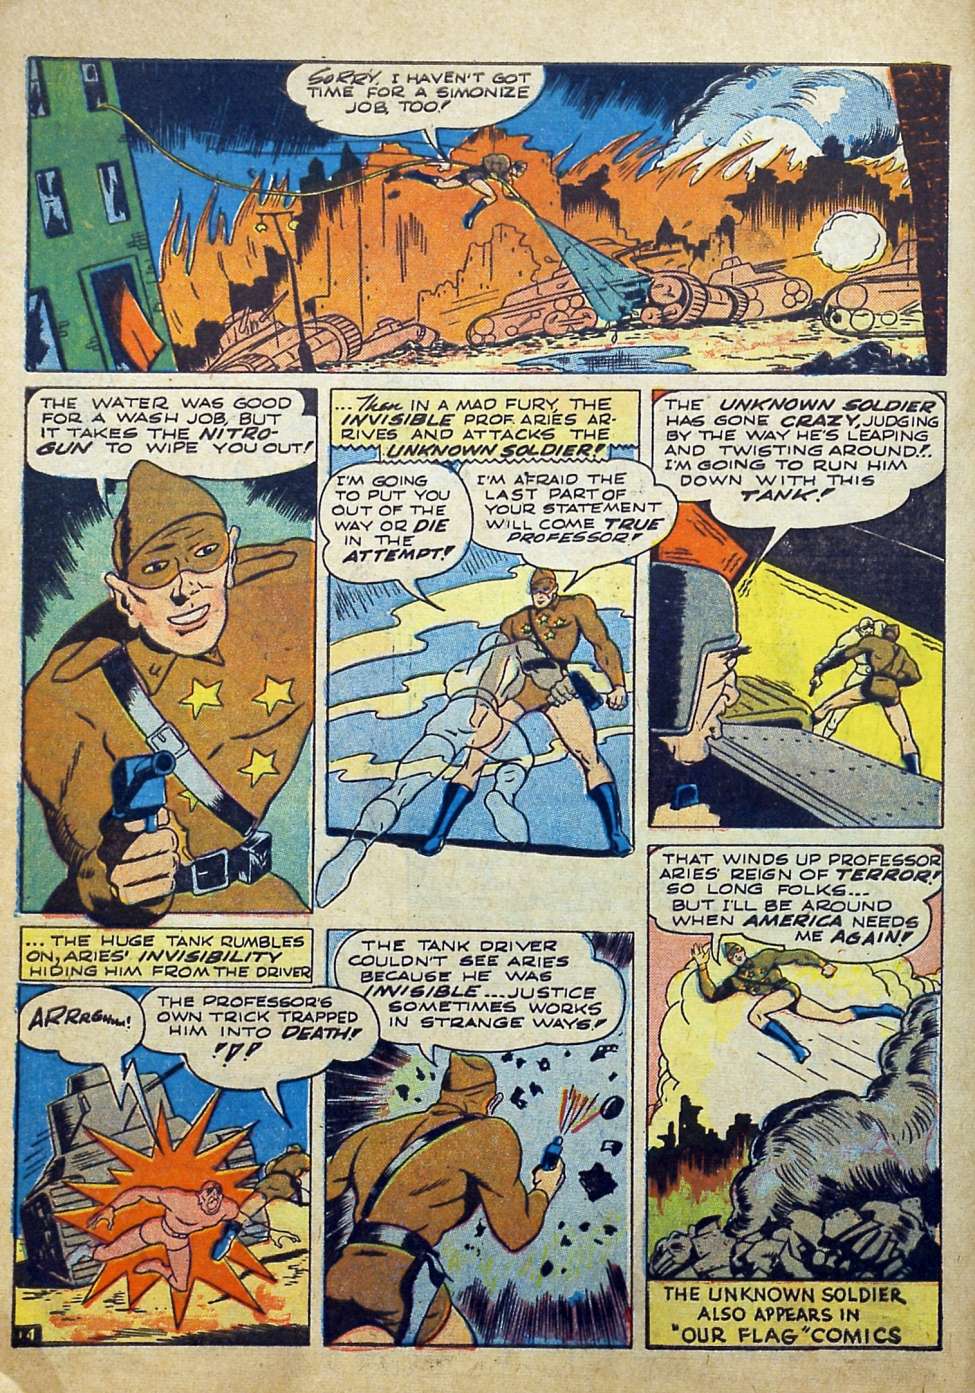 SORRY, I HAVEN'T GOT
TIME FOR A SIMONIZE
JOB, TOO!
THE WATER WAS GOOD
FOR A WASH JOB, BUT
IT TAKES THE NITRO-
GUN TO WIPE YOU OUT!
...Then IN A MAD FURY, THE
INVISIBLE PROF. ARIES AR-
RIVES AND ATTACKS THE
UNKNOWN SOLDIER!
I'M GOING
TO PUT YOU
OUT OF THE
WAY OR DIE
IN THE
ATTEMPT!
I'M AFRAID THE
LAST PART OF
YOUR STATEMENT
WILL COME TRUE
PROFESSOR!
THE UNKNOWN SOLDIER
HAS GONE CRAZY, JUDGING
BY THE WAY HE'S LEAPING
AND TWISTING AROUND!.
I'M GOING TO RUN HIM
DOWN WITH THIS
TANK!
... THE HUGE TANK RUMBLES
ON, ARIES' INVISIBILITY
HIDING HIM FROM THE DRIVER
ARRRGHHH!
THE PROFESSOR'S
OWN TRICK TRAPPED
HIM INTO DEATH!
!!!
THE TANK DRIVER
COULDN'T SEE ARIES
BECAUSE HE WAS
INVISIBLE...JUSTICE
SOMETIMES WORKS
IN STRANGE WAYS!
THAT WINDS UP PROFESSOR
ARIES' REIGN OF TERROR!
SO LONG FOLKS...
BUT I'LL BE AROUND
WHEN AMERICA NEEDS
ME AGAIN!
THE UNKNOWN SOLDIER
ALSO APPEARS IN
"OUR FLAG" COMICS
11